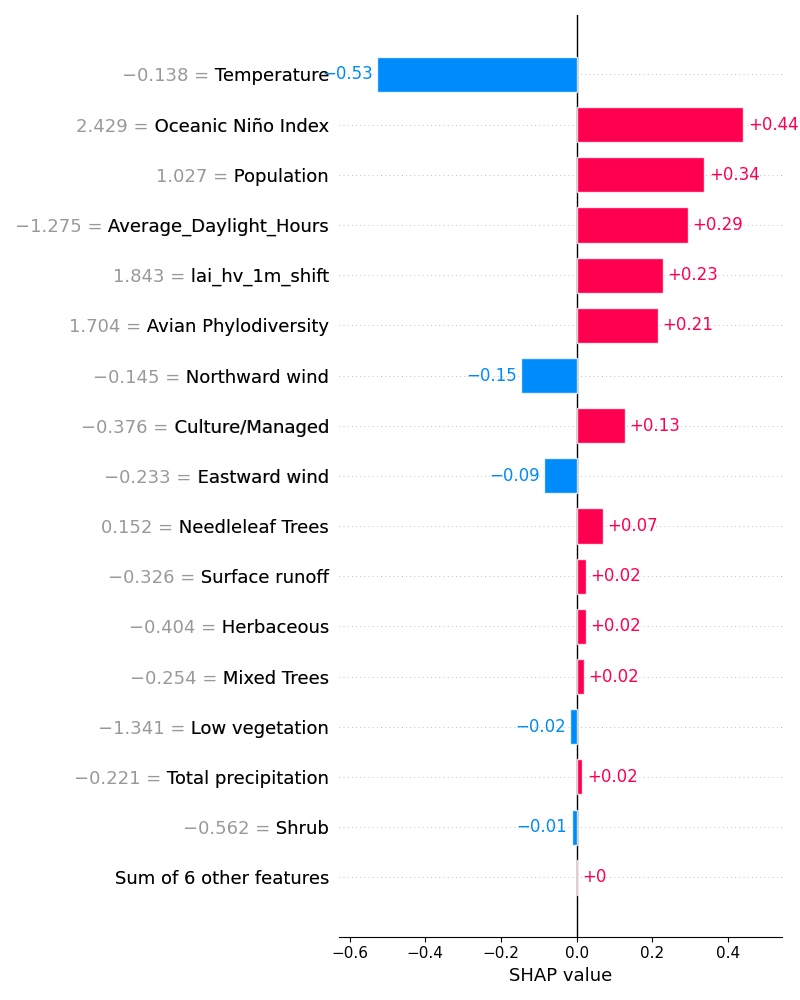 −0.138 = Temperature −0.53
2.429 = Oceanic Niño Index +0.44
1.027 = Population +0.34
−1.275 = Average_Daylight_Hours +0.29
1.843 = lai_hv_1m_shift +0.23
1.704 = Avian Phylodiversity +0.21
−0.145 = Northward wind −0.15
−0.376 = Culture/Managed +0.13
−0.233 = Eastward wind −0.09
0.152 = Needleleaf Trees +0.07
−0.326 = Surface runoff +0.02
−0.404 = Herbaceous +0.02
−0.254 = Mixed Trees +0.02
−1.341 = Low vegetation −0.02
−0.221 = Total precipitation +0.02
−0.562 = Shrub −0.01
Sum of 6 other features +0
−0.6 −0.4 −0.2 0.0 0.2 0.4
SHAP value